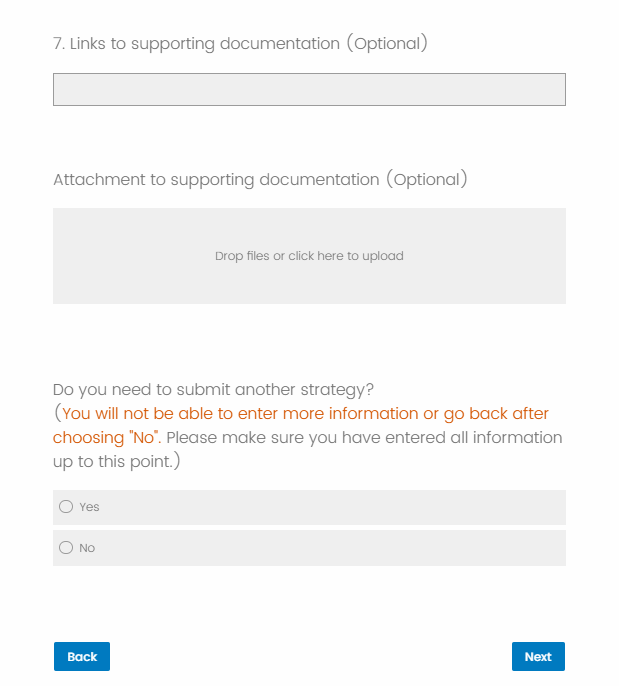 7. Links to supporting documentation (Optional)
Attachment to supporting documentation (Optional)
Drop files or click here to upload
Do you need to submit another strategy?
(You will not be able to enter more information or go back after
choosing "No". Please make sure you have entered all information
up to this point.)
Yes
No
Back
Next